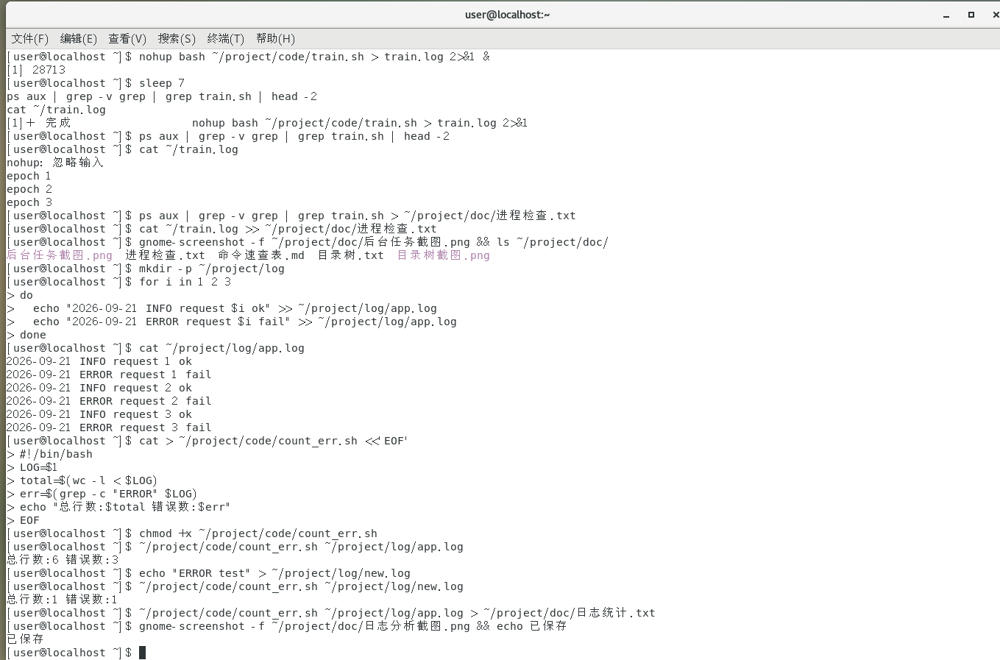 user@localhost:~
文件(F) 编辑(E) 查看(V) 搜索(S) 终端(T) 帮助(H)
[user@localhost ~]$ nohup bash ~/project/code/train.sh > train.log 2>&1 &
[1] 28713
[user@localhost ~]$ sleep 7
ps aux | grep -v grep | grep train.sh | head -2
cat ~/train.log
[1]+ 完成                  nohup bash ~/project/code/train.sh > train.log 2>&1
[user@localhost ~]$ ps aux | grep -v grep | grep train.sh | head -2
[user@localhost ~]$ cat ~/train.log
nohup: 忽略输入
epoch 1
epoch 2
epoch 3
[user@localhost ~]$ ps aux | grep -v grep | grep train.sh > ~/project/doc/进程检查.txt
[user@localhost ~]$ cat ~/train.log >> ~/project/doc/进程检查.txt
[user@localhost ~]$ gnome-screenshot -f ~/project/doc/后台任务截图.png && ls ~/project/doc/
后台任务截图.png  进程检查.txt  命令速查表.md  目录树.txt  目录树截图.png
[user@localhost ~]$ mkdir -p ~/project/log
[user@localhost ~]$ for i in 1 2 3
> do
>   echo "2026-09-21 INFO request $i ok" >> ~/project/log/app.log
>   echo "2026-09-21 ERROR request $i fail" >> ~/project/log/app.log
> done
[user@localhost ~]$ cat ~/project/log/app.log
2026-09-21 INFO request 1 ok
2026-09-21 ERROR request 1 fail
2026-09-21 INFO request 2 ok
2026-09-21 ERROR request 2 fail
2026-09-21 INFO request 3 ok
2026-09-21 ERROR request 3 fail
[user@localhost ~]$ cat > ~/project/code/count_err.sh <<'EOF'
> #!/bin/bash
> LOG=$1
> total=$(wc -l < $LOG)
> err=$(grep -c "ERROR" $LOG)
> echo "总行数:$total 错误数:$err"
> EOF
[user@localhost ~]$ chmod +x ~/project/code/count_err.sh
[user@localhost ~]$ ~/project/code/count_err.sh ~/project/log/app.log
总行数:6 错误数:3
[user@localhost ~]$ echo "ERROR test" > ~/project/log/new.log
[user@localhost ~]$ ~/project/code/count_err.sh ~/project/log/new.log
总行数:1 错误数:1
[user@localhost ~]$ ~/project/code/count_err.sh ~/project/log/app.log > ~/project/doc/日志统计.txt
[user@localhost ~]$ gnome-screenshot -f ~/project/doc/日志分析截图.png && echo 已保存
已保存
[user@localhost ~]$